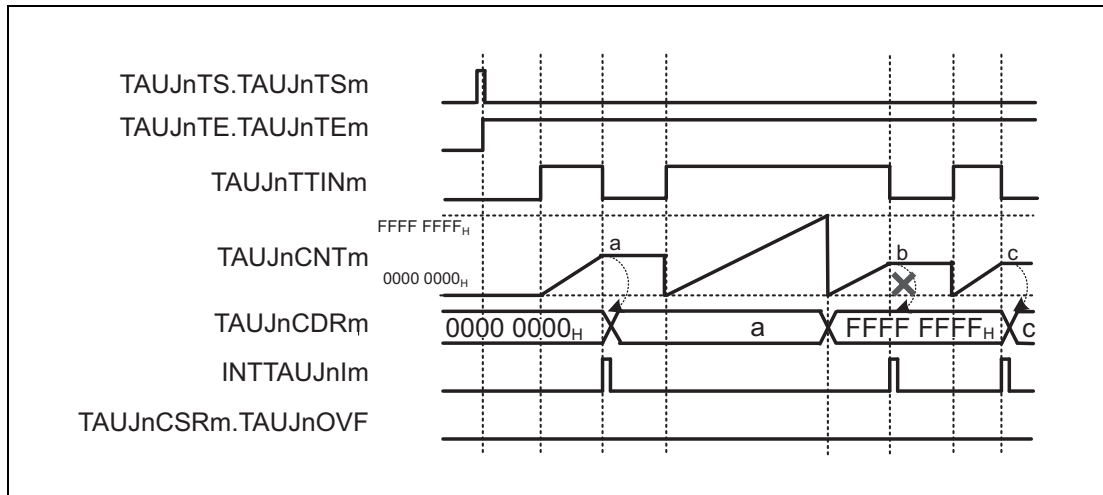 TAUJnTS.TAUJnTSm
TAUJnTE.TAUJnTEm
TAUJnTTINm
FFFF FFFFH
TAUJnCNTm
0000 0000H
a
b
c
TAUJnCDRm
0000 0000H
a
FFFF FFFFH
c
INTTAUJnIm
TAUJnCSRm.TAUJnOVF